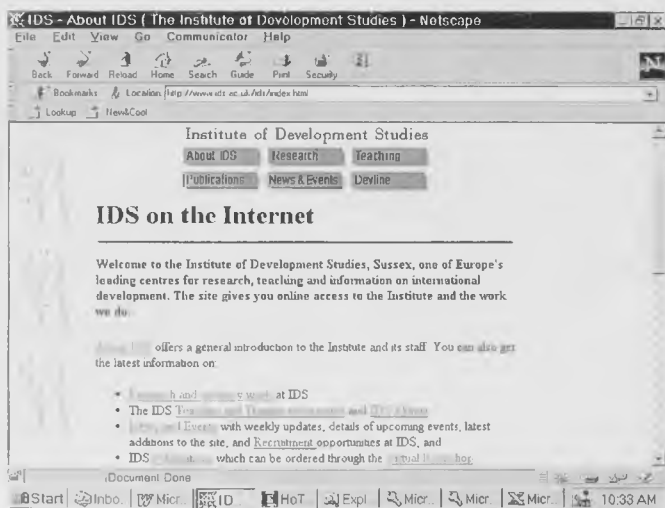 IDS - About IDS ( The Institute of Development Studies ) - Netscape
File Edit View Go Communicator Help
Back Forward Reload Home Search Guide Print Security
Bookmarks Location: http://www.ids.ac.uk/ids/index.html
Lookup New&Cool
Institute of Development Studies
About IDS Research Teaching
Publications News & Events Devline
IDS on the Internet
Welcome to the Institute of Development Studies, Sussex, one of Europe's
leading centres for research, teaching and information on international
development. The site gives you online access to the Institute and the work
we do.
offers a general introduction to the Institute and its staff. You can also get
the latest information on:
• at IDS
• The IDS and
• and Events with weekly updates, details of upcoming events, latest
additions to the site, and Recruitment opportunities at IDS, and
• IDS which can be ordered through the
Document Done
Start Inbo.. Micr... ID... HoT... Expl... Micr... Micr... Micr... 10:33 AM